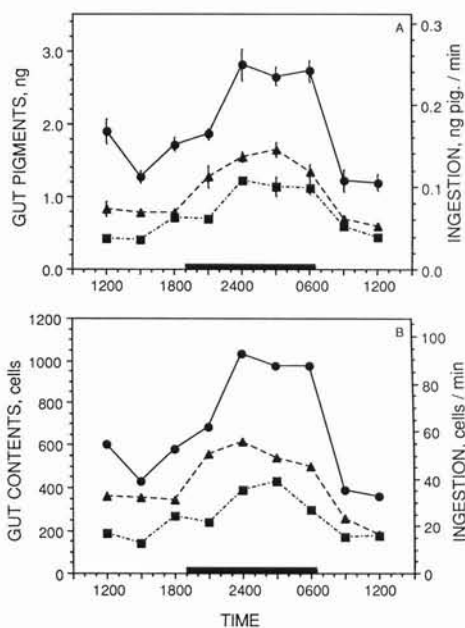 A
GUT PIGMENTS, ng
3.0
2.0
1.0
0.0
INGESTION, ng pig. / min
0.3
0.2
0.1
0.0
1200 1500 1800 2100 2400 0600 1200
B
GUT CONTENTS, cells
1200
1000
800
600
400
200
0
INGESTION, cells / min
100
80
60
40
20
0
1200 1800 2400 0600 1200
TIME